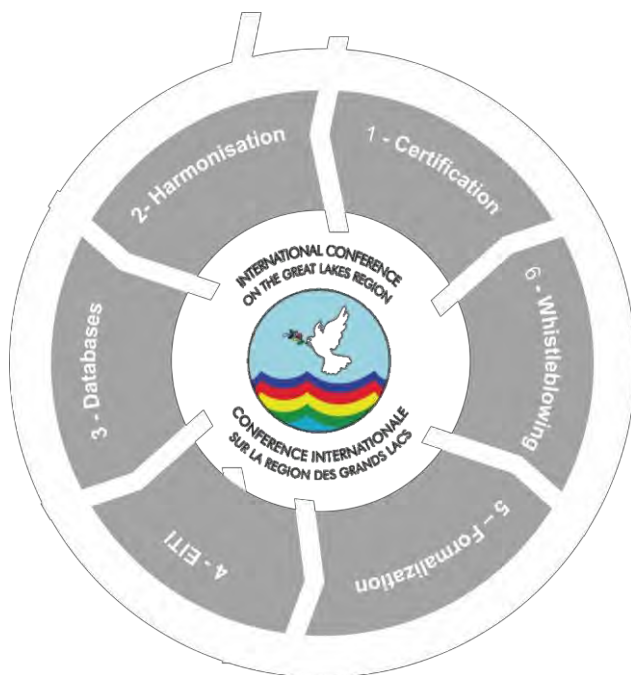 1 - Certification
2- Harmonisation
3 - Databases
4 - EITI
5 – Formalization
6 - Whistleblowing
INTERNATIONAL CONFERENCE
ON THE GREAT LAKES REGION
CONFERENCE INTERNATIONALE
SUR LA REGION DES GRANDS LACS